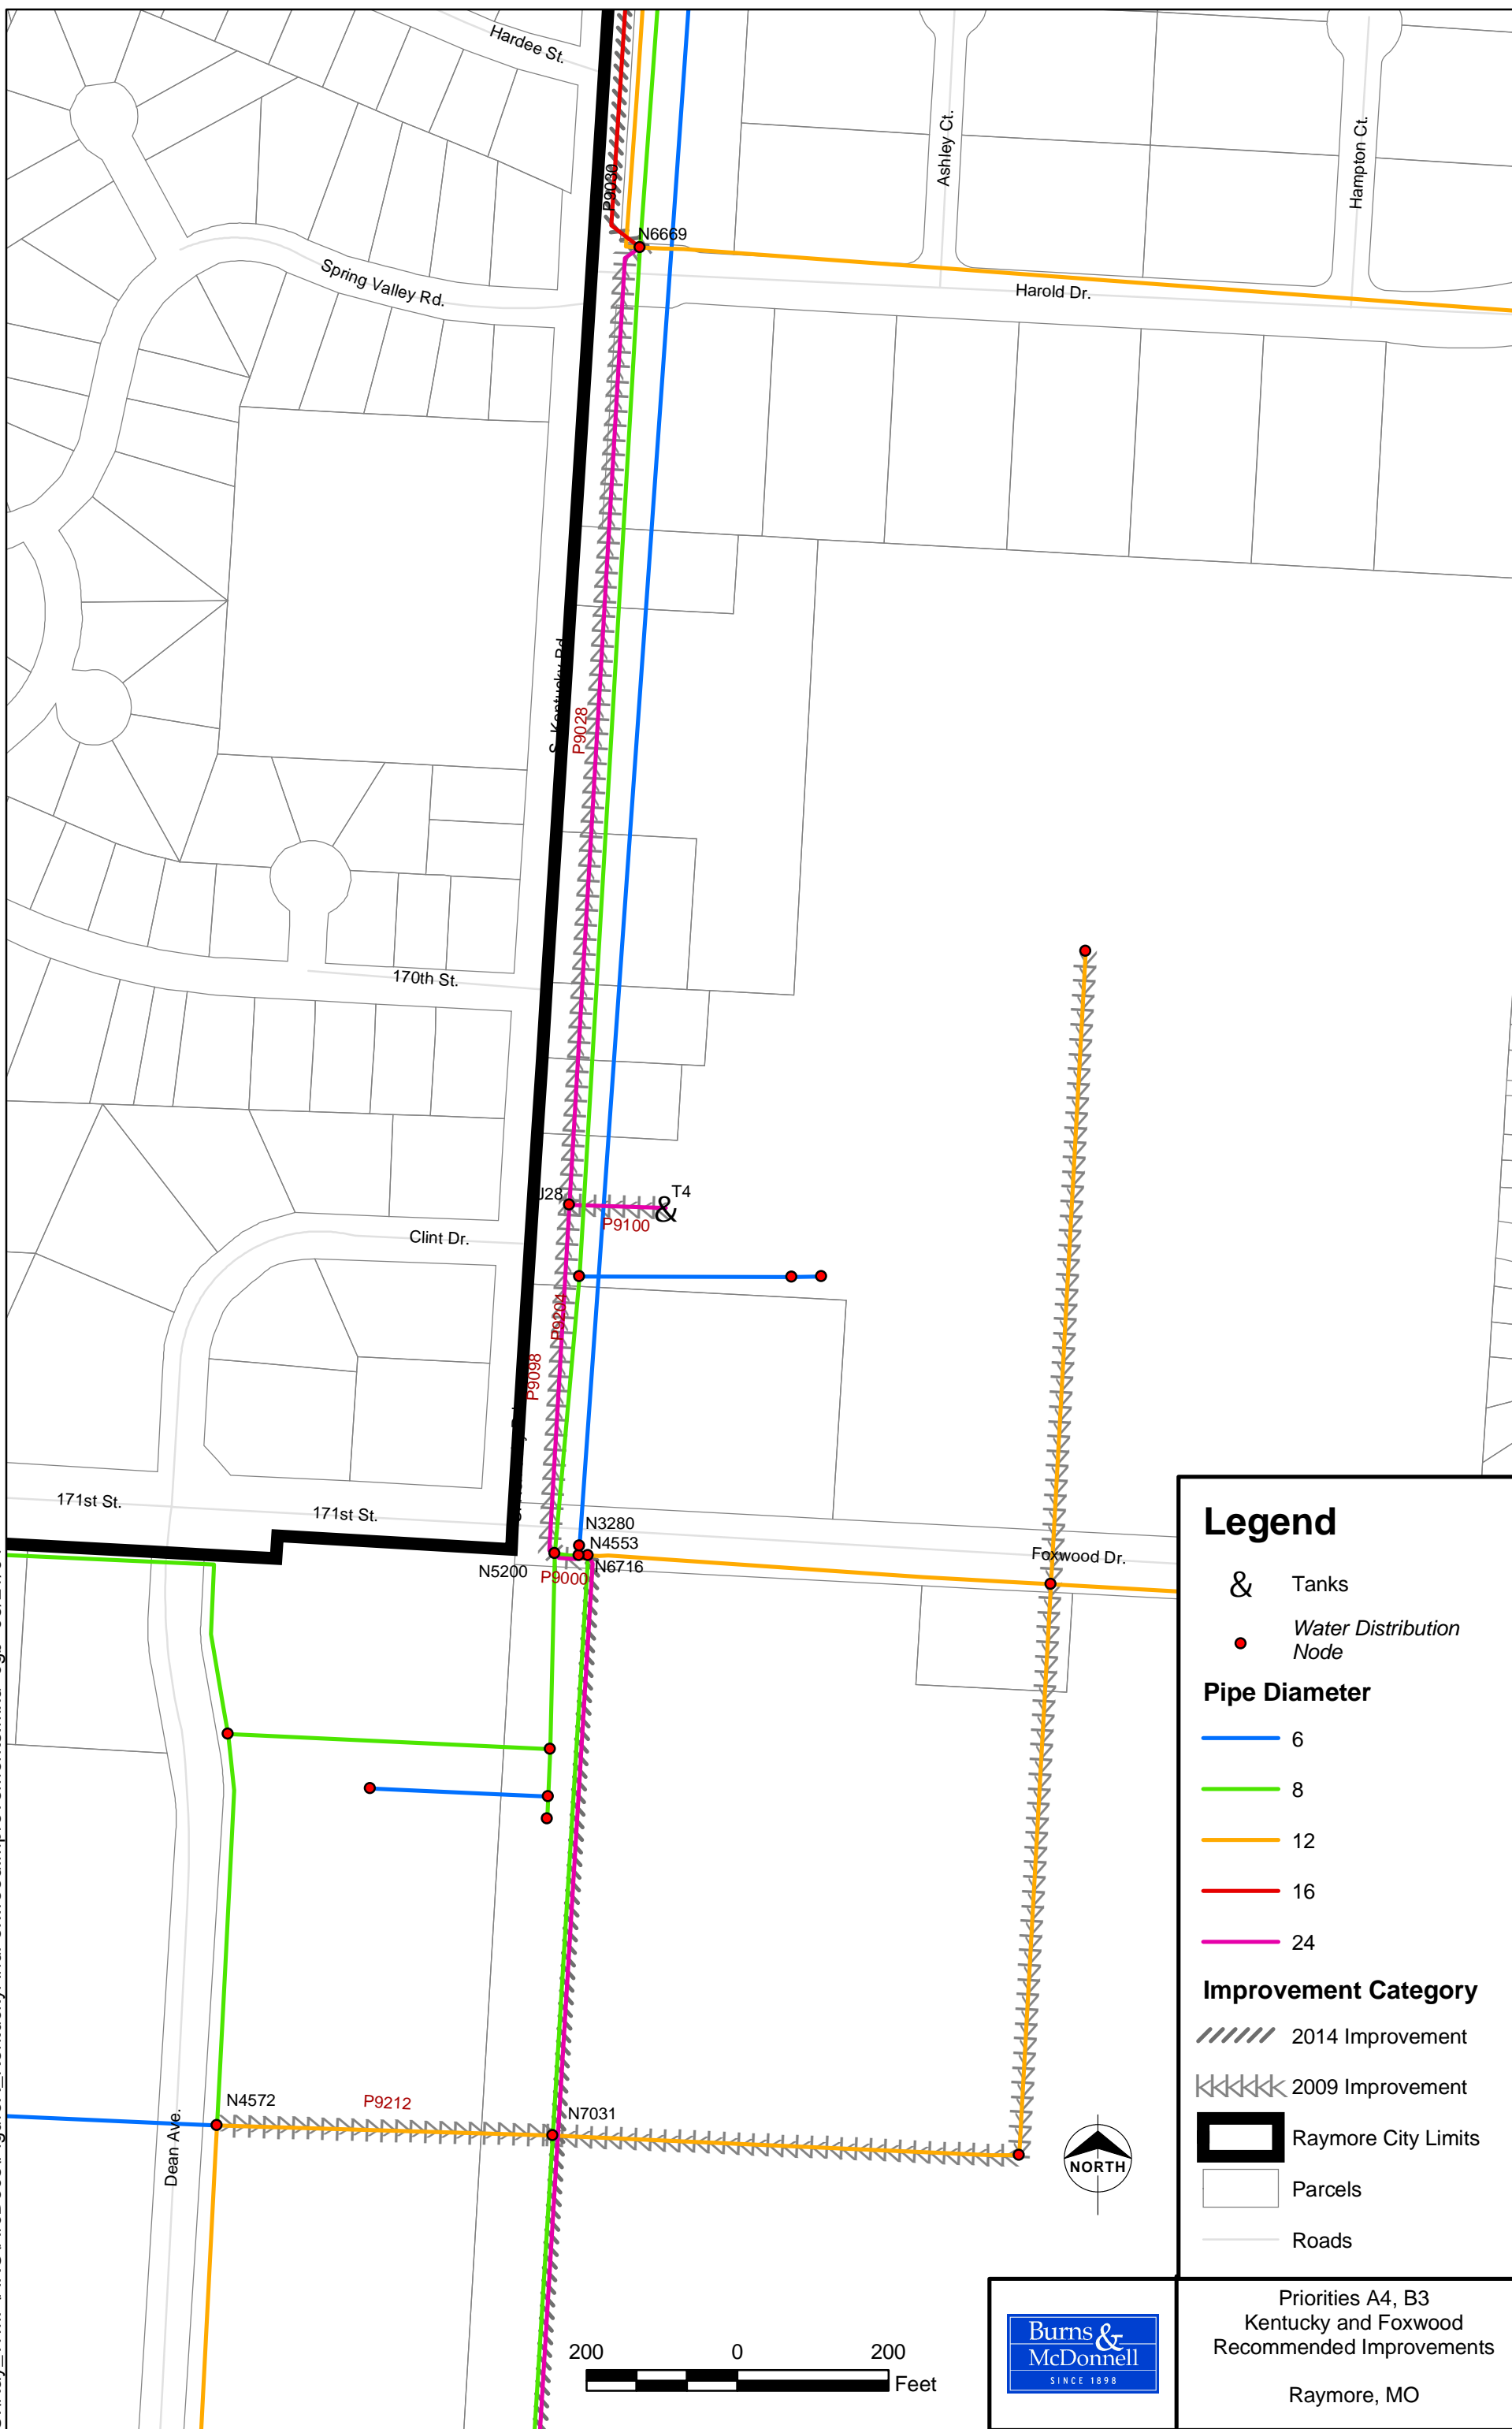 Hardee St.
Ashley Ct.
Hampton Ct.
P9030
N6669
Spring Valley Rd.
Harold Dr.
S. Kentucky Rd.
P9028
170th St.
J28
T4
&
P9100
Clint Dr.
P9204
P9098
171st St.
171st St.
N3280
N4553
N5200
P9000
N6716
Foxwood Dr.
Legend
& Tanks
Water Distribution
Node
Pipe Diameter
6
8
12
16
24
Improvement Category
2014 Improvement
2009 Improvement
Raymore City Limits
Parcels
Roads
N4572
P9212
N7031
Dean Ave.
NORTH
200 0 200
Feet
Burns &
McDonnell
SINCE 1898
Priorities A4, B3
Kentucky and Foxwood
Recommended Improvements
Raymore, MO